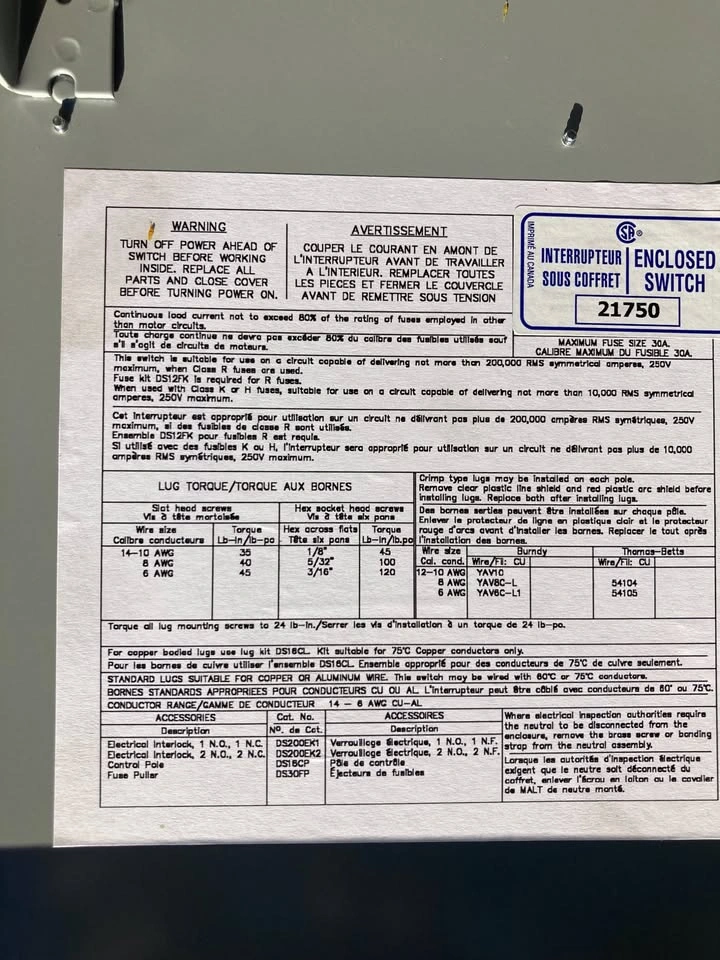 WARNING
TURN OFF POWER AHEAD OF
SWITCH BEFORE WORKING
INSIDE. REPLACE ALL
PARTS AND CLOSE COVER
BEFORE TURNING POWER ON.
AVERTISSEMENT
COUPER LE COURANT EN AMONT DE
L'INTERRUPTEUR AVANT DE TRAVAILLER
A L'INTERIEUR. REMPLACER TOUTES
LES PIECES ET FERMER LE COUVERCLE
AVANT DE REMETTRE SOUS TENSION
IMPRIMÉ AU CANADA
SA ®
INTERRUPTEUR
SOUS COFFRET
ENCLOSED
SWITCH
21750
Continuous load current not to exceed 80% of the rating of fuses employed in other
than motor circuits.
Toute charge continue ne devra pas excéder 80% du calibre des fusibles utilisés sauf
s'il s'agit de circuits de moteurs.
MAXIMUM FUSE SIZE 30A.
CALIBRE MAXIMUM DU FUSIBLE 30A.
This switch is suitable for use on a circuit capable of delivering not more than 200,000 RMS symmetrical amperes, 250V
maximum, when Class R fuses are used.
Fuse kit DS12FK is required for R fuses.
When used with Class K or H fuses, suitable for use on a circuit capable of delivering not more than 10,000 RMS symmetrical
amperes, 250V maximum.
Cet interrupteur est approprié pour utilisation sur un circuit ne délivrant pas plus de 200,000 ampères RMS symétriques, 250V
maximum, si des fusibles de classe R sont utilisés.
Ensemble DS12FK pour fusibles R est requis.
Si utilisé avec des fusibles K ou H, l'interrupteur sera approprié pour utilisation sur un circuit ne délivrant pas plus de 10,000
ampères RMS symétriques, 250V maximum.
LUG TORQUE/TORQUE AUX BORNES
Slot head screws
Vis à tête mortaisée
Hex socket head screws
Vis à tête six pans
Wire size
Calibre conducteurs
Torque
Lb-in/lb-po
Hex across flats
Tête six pans
Torque
Lb-in/lb.po
14-10 AWG 35 1/8" 45
8 AWG 40 5/32" 100
6 AWG 45 3/16" 120
Crimp type lugs may be installed on each pole.
Remove clear plastic line shield and red plastic arc shield before
installing lugs. Replace both after installing lugs.
Des bornes serties peuvent être installées sur chaque pôle.
Enlever le protecteur de ligne en plastique clair et le protecteur
rouge d'arcs avant d'installer les bornes. Replacer le tout après
l'installation des bornes.
Wire size Burndy Thomas-Betts
Cal. cond. Wire/Fil: CU Wire/Fil: CU
12-10 AWG YAV10
8 AWG YAV8C-L 54104
6 AWG YAV6C-L1 54105
Torque all lug mounting screws to 24 lb-in./Serrer les vis d'installation à un torque de 24 lb-po.
For copper bodied lugs use lug kit DS16CL. Kit suitable for 75°C Copper conductors only.
Pour les bornes de cuivre utiliser l'ensemble DS16CL. Ensemble approprié pour des conducteurs de 75°C de cuivre seulement.
STANDARD LUGS SUITABLE FOR COPPER OR ALUMINUM WIRE. This switch may be wired with 60°C or 75°C conductors.
BORNES STANDARDS APPROPRIEES POUR CONDUCTEURS CU OU AL. L'interrupteur peut être câblé avec conducteurs de 60° ou 75°C.
CONDUCTOR RANGE/GAMME DE CONDUCTEUR 14 - 6 AWG CU-AL
ACCESSORIES Cat. No. ACCESSOIRES
Description Nº. de Cat. Description
Electrical Interlock, 1 N.O., 1 N.C. DS200EK1 Verrouillage Électrique, 1 N.O., 1 N.F.
Electrical Interlock, 2 N.O., 2 N.C. DS200EK2 Verrouillage Électrique, 2 N.O., 2 N.F.
Control Pole DS16CP Pôle de contrôle
Fuse Puller DS30FP Éjecteurs de fusibles
Where electrical inspection authorities require
the neutral to be disconnected from the
enclosure, remove the brass screw or bonding
strap from the neutral assembly.
Lorsque les autorités d'inspection électrique
exigent que le neutre soit déconnecté du
coffret, enlever l'écrou en laiton ou le cavalier
de MALT de neutre monté.